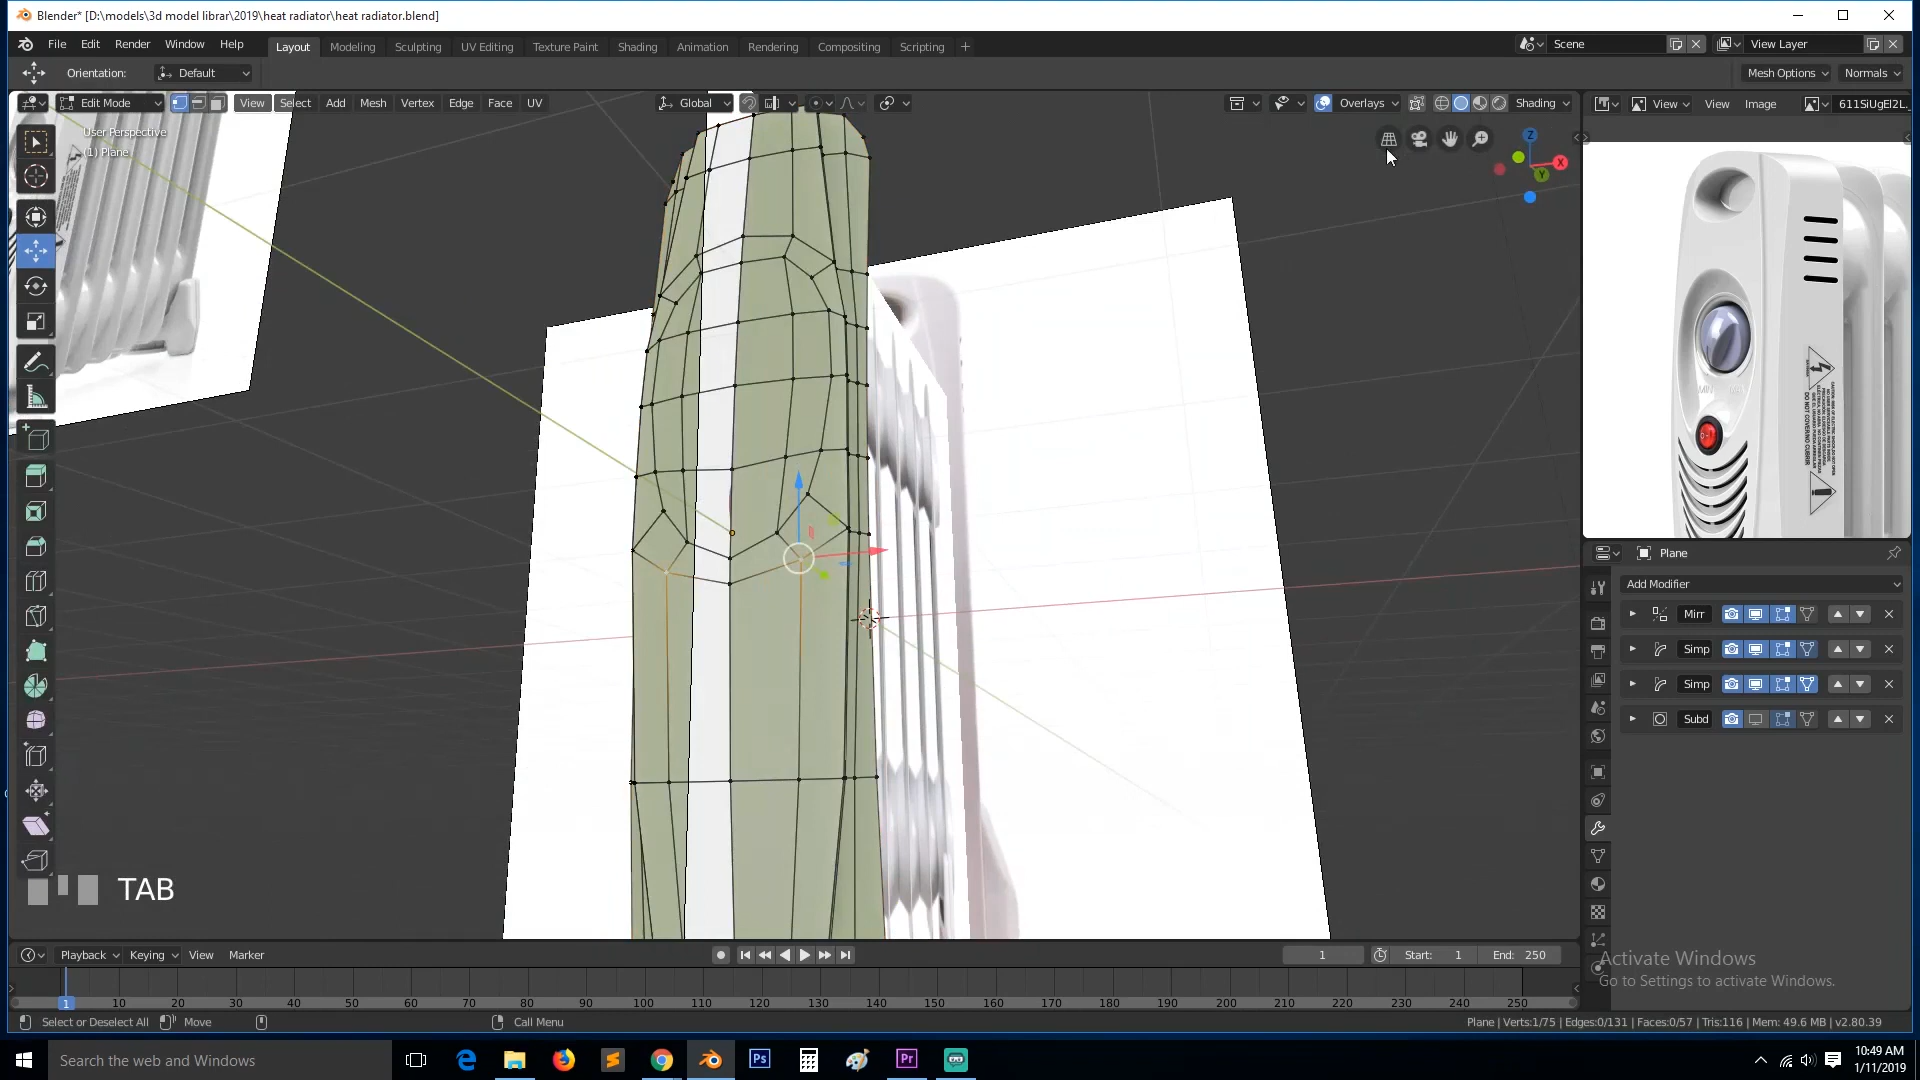 Blender* [D:\models\3d model librar\2019\heat radiator\heat radiator.blend]
File Edit Render Window Help
Layout Modeling Sculpting UV Editing Texture Paint Shading Animation Rendering Compositing Scripting +
Scene
View Layer
Orientation: Default
Mesh Options Normals
Edit Mode View Select Add Mesh Vertex Edge Face UV
Global
Overlays
Shading
View View Image 611SiUgEl2L.
User Perspective
(1) Plane
Z
X
Y
Plane
Add Modifier
Mirr
Simp
Simp
Subd
TAB
Playback Keying View Marker
1
Start: 1
End: 250
1 10 20 30 40 50 60 70 80 90 100 110 120 130 140 150 160 170 180 190 200 210 220 230 240 250
Activate Windows
Go to Settings to activate Windows.
Select or Deselect All Move Call Menu
Plane | Verts:1/75 | Edges:0/131 | Faces:0/57 | Tris:116 | Mem: 49.6 MB | v2.80.39
Search the web and Windows
Ps
Pr
10:49 AM
1/11/2019